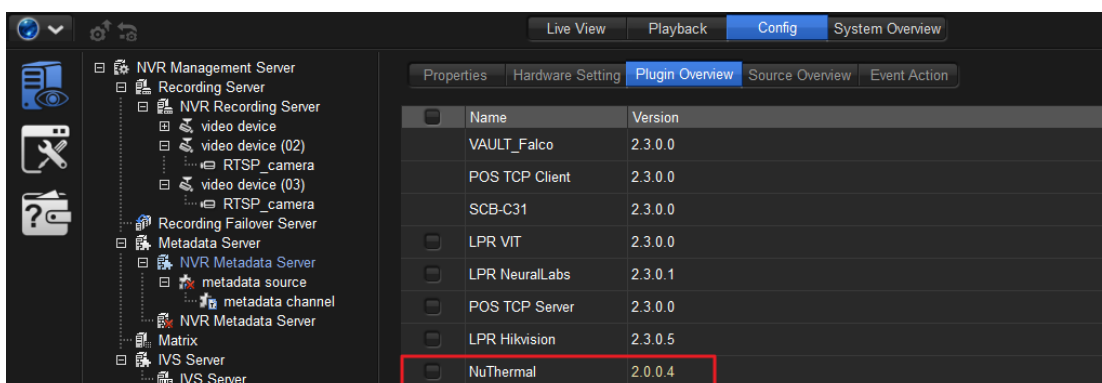 Live View Playback Config System Overview
NVR Management Server
Recording Server
NVR Recording Server
video device
video device (02)
RTSP_camera
video device (03)
RTSP_camera
Recording Failover Server
Metadata Server
NVR Metadata Server
metadata source
metadata channel
NVR Metadata Server
Matrix
IVS Server
IVS Server
Properties Hardware Setting Plugin Overview Source Overview Event Action
Name Version
VAULT_Falco 2.3.0.0
POS TCP Client 2.3.0.0
SCB-C31 2.3.0.0
LPR VIT 2.3.0.0
LPR NeuralLabs 2.3.0.1
POS TCP Server 2.3.0.0
LPR Hikvision 2.3.0.5
NuThermal 2.0.0.4